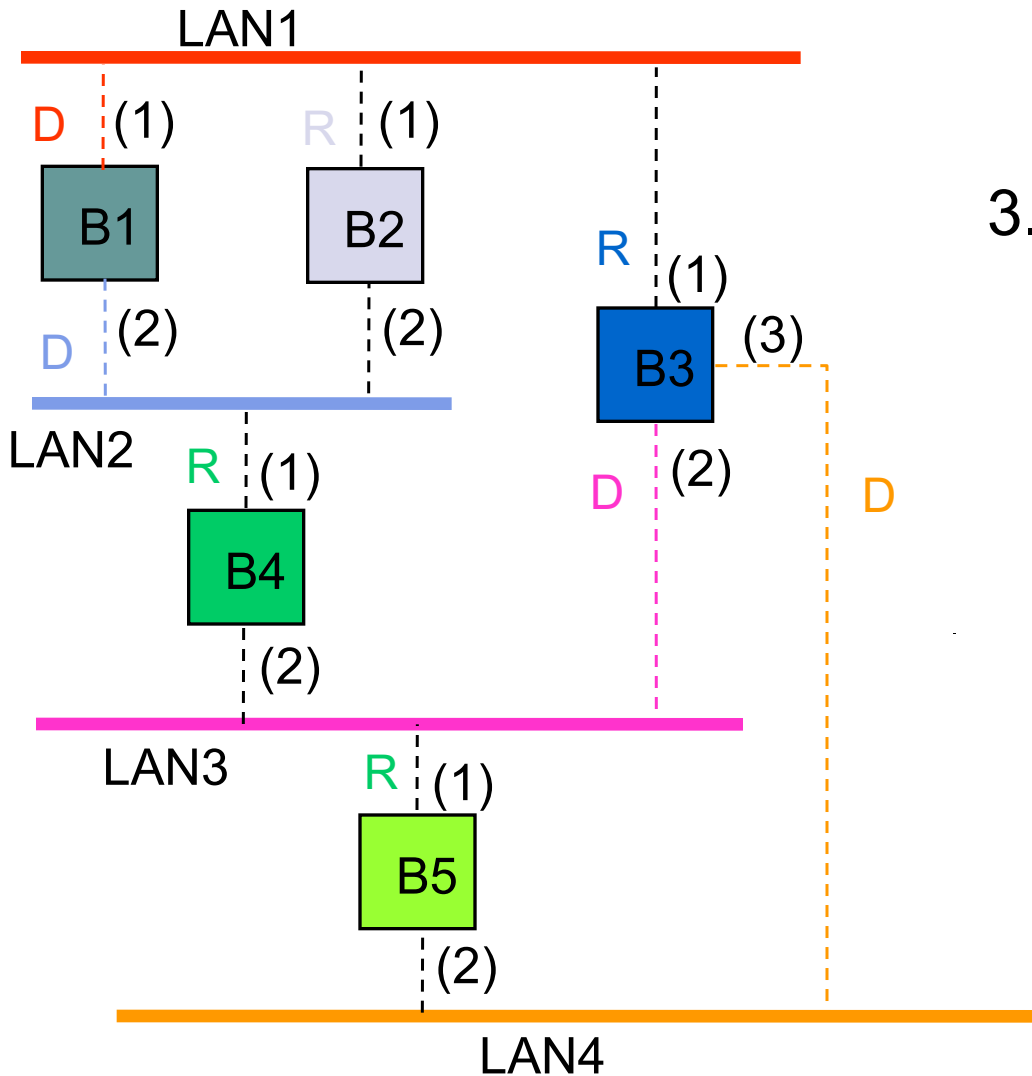 LAN1
D (1)
R (1)
B1
B2
3.
R
(1)
D (2)
(2)
(3)
B3
LAN2
R (1)
(2)
D
D
B4
(2)
LAN3
R (1)
B5
(2)
LAN4